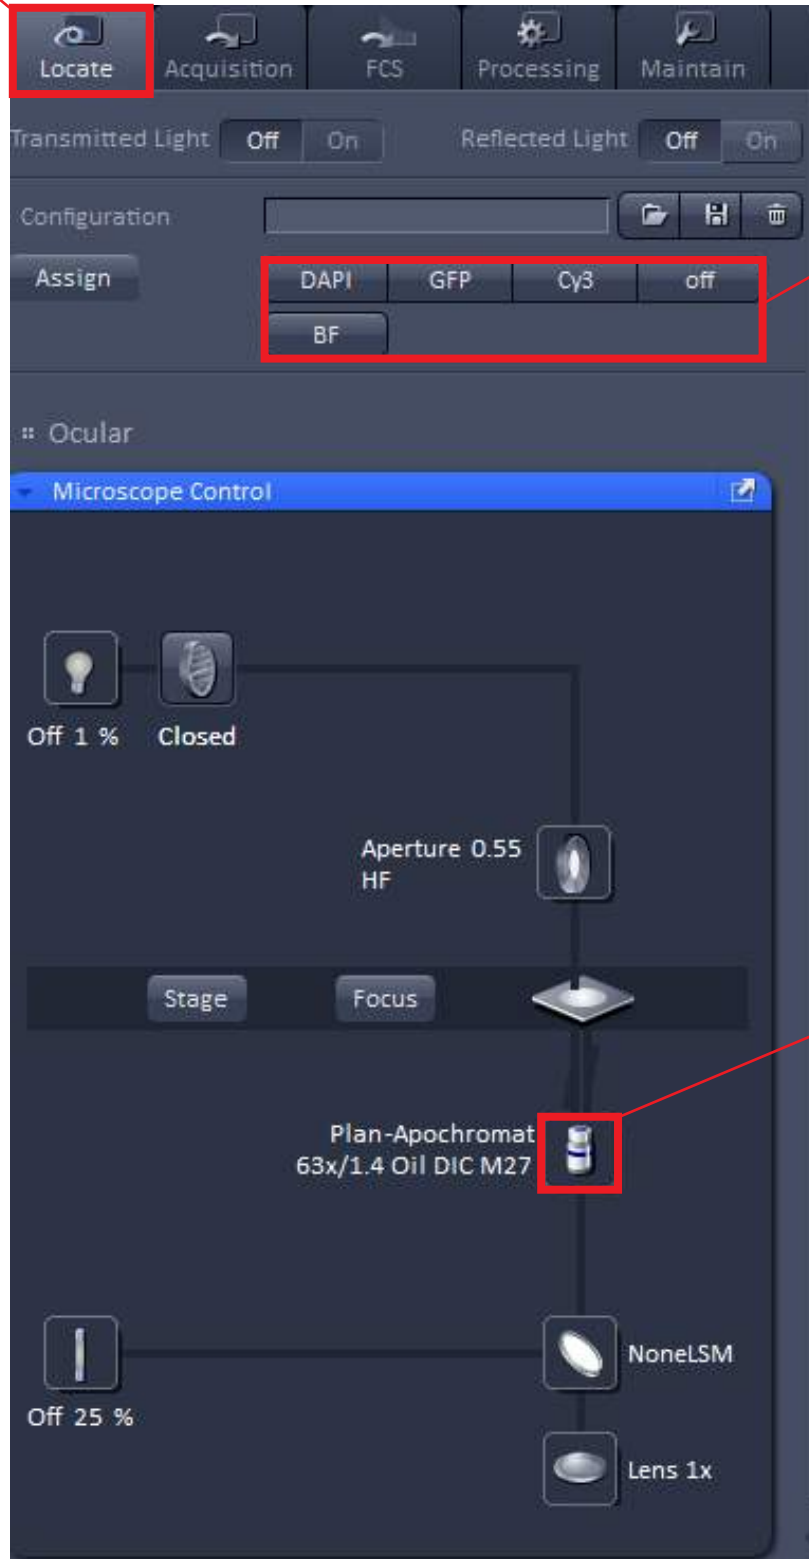 Locate Acquisition FCS Processing Maintain
Transmitted Light Off On Reflected Light Off On
Configuration
Assign DAPI GFP Cy3 off
BF
Ocular
Microscope Control
Off 1 % Closed
Aperture 0.55
HF
Stage Focus
Plan-Apochromat
63x/1.4 Oil DIC M27
NoneLSM
Off 25 %
Lens 1x